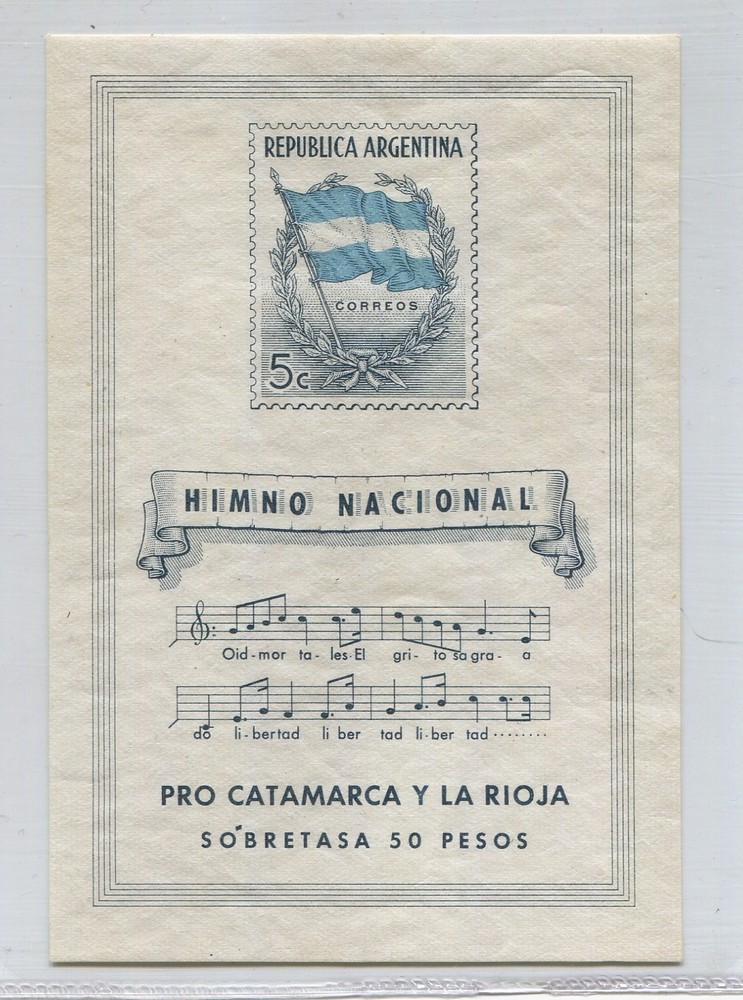 REPUBLICA ARGENTINA
CORREOS
5c
HIMNO NACIONAL
Oid-mor ta-les·El gri-to sa gra-a
do li-bertad li ber tad li-ber tad ········
PRO CATAMARCA Y LA RIOJA
SOBRETASA 50 PESOS